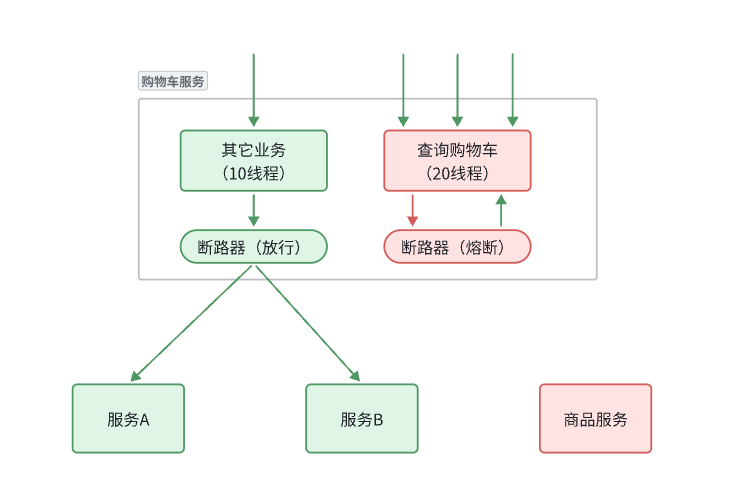 购物车服务
其它业务
（10线程）
查询购物车
（20线程）
断路器（放行）
断路器（熔断）
服务A
服务B
商品服务